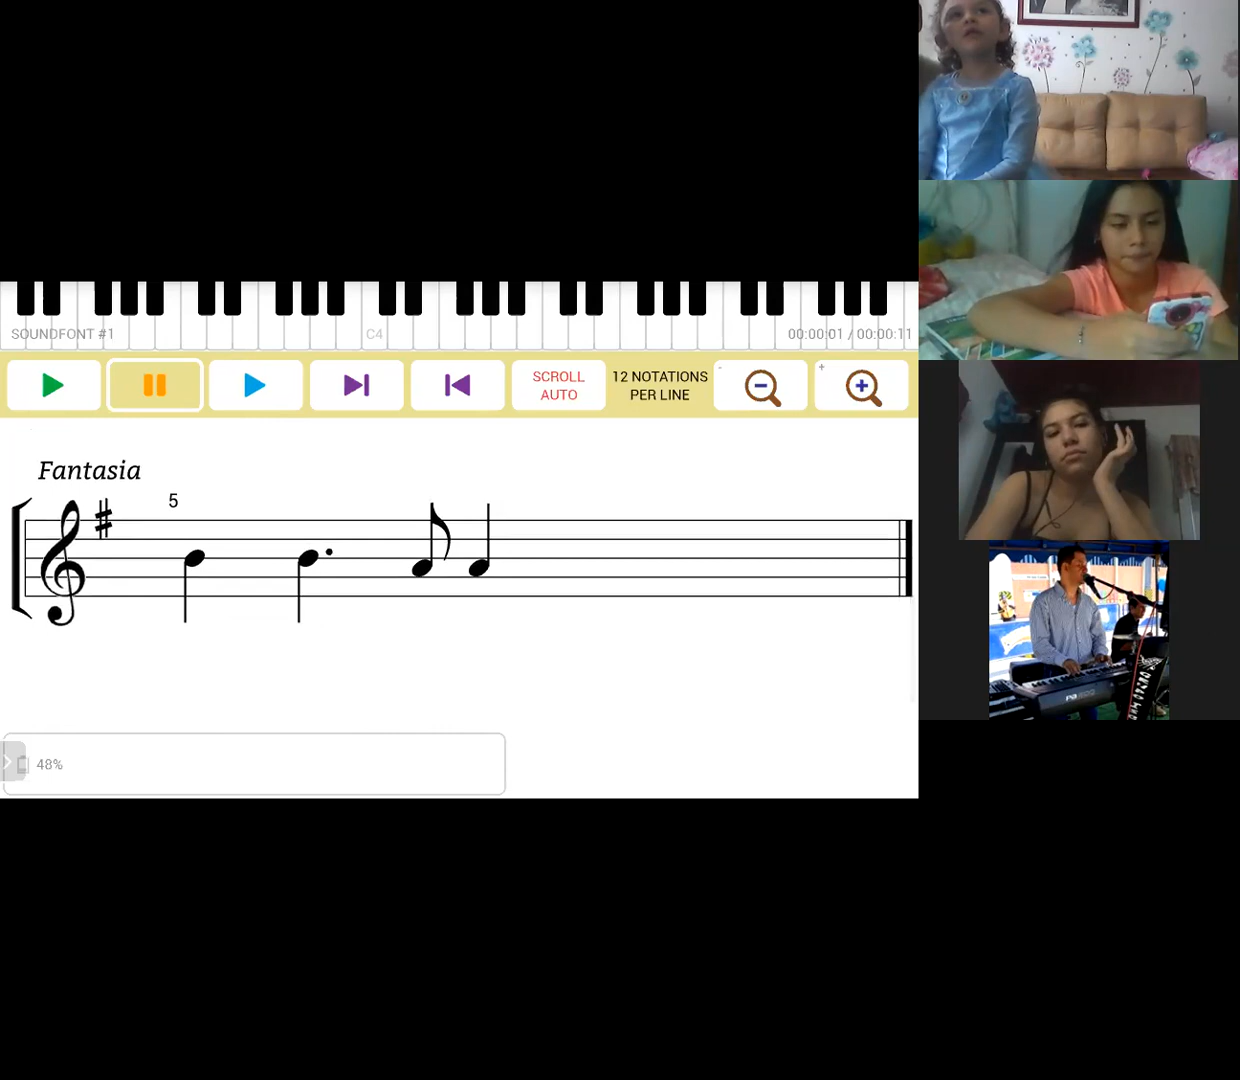 SOUNDFONT #1
C4
00:00:01 / 00:00:11
SCROLL
AUTO
12 NOTATIONS
PER LINE
Fantasia
5
48%